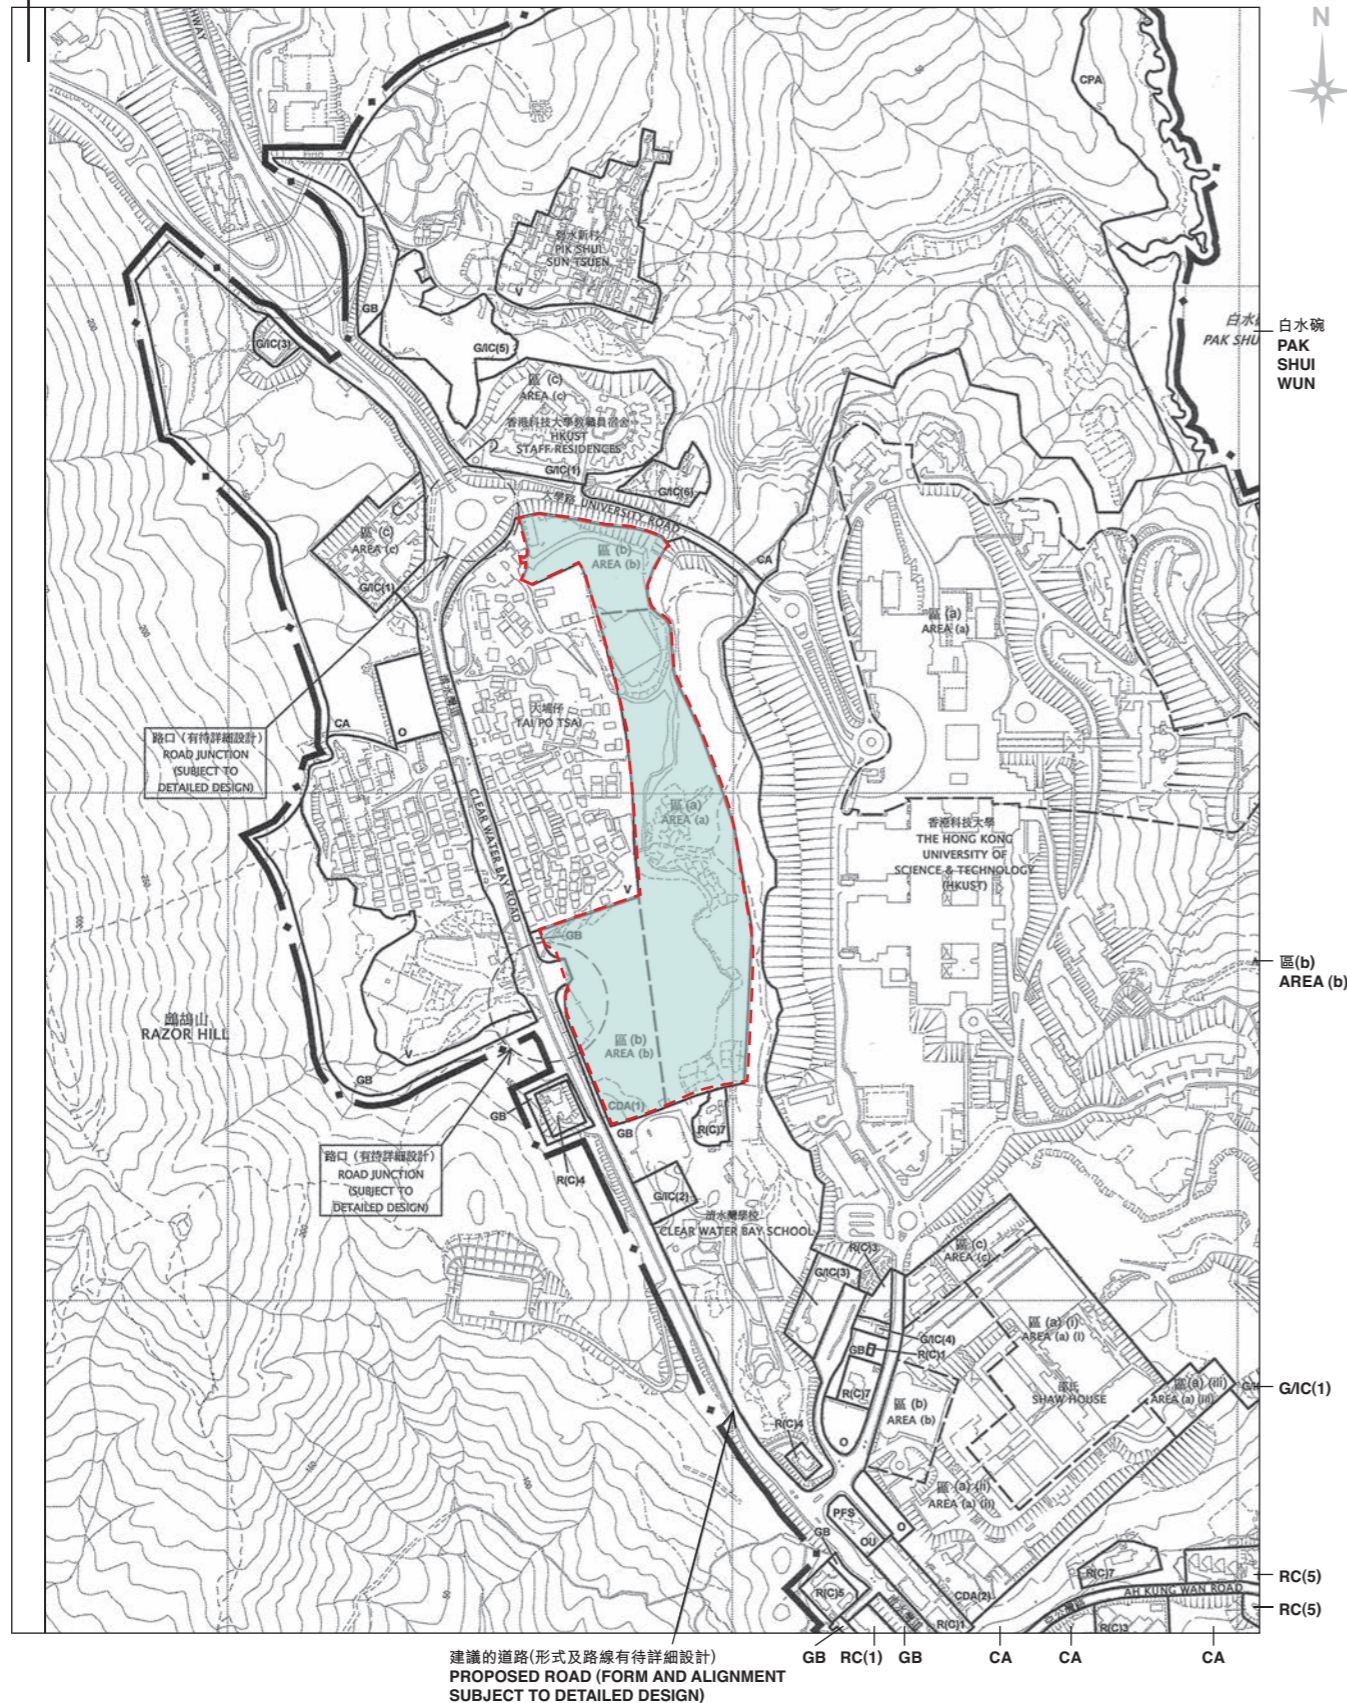 N
HWAY
CPA
碧水新村
PIK SHUI
SUN TSUEN
V
GB
G/IC(3)
G/IC(5)
白水碗
PAK
SHUI
WUN
PAK SHU
區 (c)
AREA (c)
香港科技大學教職員宿舍
HKUST
STAFF RESIDENCES
G/IC(1)
G/IC(6)
大學路 UNIVERSITY ROAD
CA
區 (c)
AREA (c)
G/IC(1)
區 (b)
AREA (b)
區 (a)
AREA (a)
大埔仔
TAI PO TSAI
清水灣道
CLEAR WATER BAY ROAD
CA
O
路口 (有待詳細設計)
ROAD JUNCTION
(SUBJECT TO
DETAILED DESIGN)
區 (a)
AREA (a)
香港科技大學
THE HONG KONG
UNIVERSITY OF
SCIENCE & TECHNOLOGY
(HKUST)
V
GB
區(b)
AREA (b)
鷓鴣山
RAZOR HILL
V
GB
區 (b)
AREA (b)
CDA(1)
GB
GB
R(C)7
R(C)4
路口 (有待詳細設計)
ROAD JUNCTION
(SUBJECT TO
DETAILED DESIGN)
G/IC(2)
清水灣學校
CLEAR WATER BAY SCHOOL
R(C)3
G/IC(3)
區 (c)
AREA (c)
G/IC(4)
GB
R(C)1
R(C)7
區 (a) (i)
AREA (a) (i)
邵氏
SHAW HOUSE
區(a) (iii)
AREA (a) (iii)
G/IC(1)
區 (b)
AREA (b)
R(C)4
O
區 (a) (ii)
AREA (a) (ii)
PFS
OU
O
GB
R(C)5
CDA(2)
R(C)1
R(C)7
AH KUNG WAN ROAD
R(C)3
RC(5)
RC(5)
建議的道路(形式及路線有待詳細設計)
PROPOSED ROAD (FORM AND ALIGNMENT
SUBJECT TO DETAILED DESIGN)
GB
RC(1)
GB
CA
CA
CA